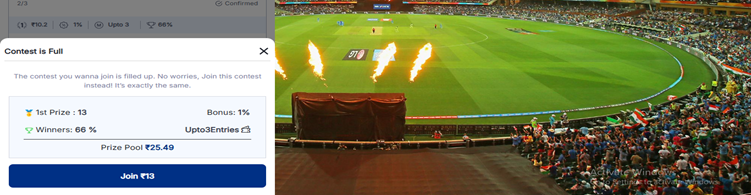 2/3
Confirmed
₹10.2
1%
Upto 3
66%
Contest is Full
The contest you wanna join is filled up. No worries, Join this contest
instead! It's exactly the same.
1st Prize : 13
Bonus: 1%
Winners: 66 %
Upto3Entries
Prize Pool ₹25.49
Join ₹13
Activate Windows
Go to Settings to activate Windows.